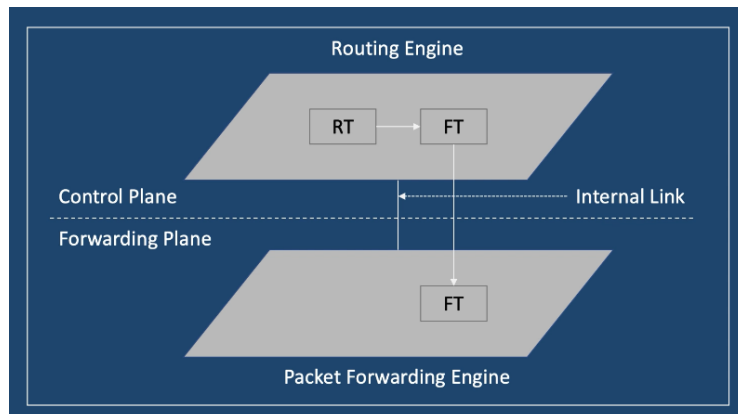 Routing Engine
RT
FT
Control Plane
Internal Link
Forwarding Plane
FT
Packet Forwarding Engine